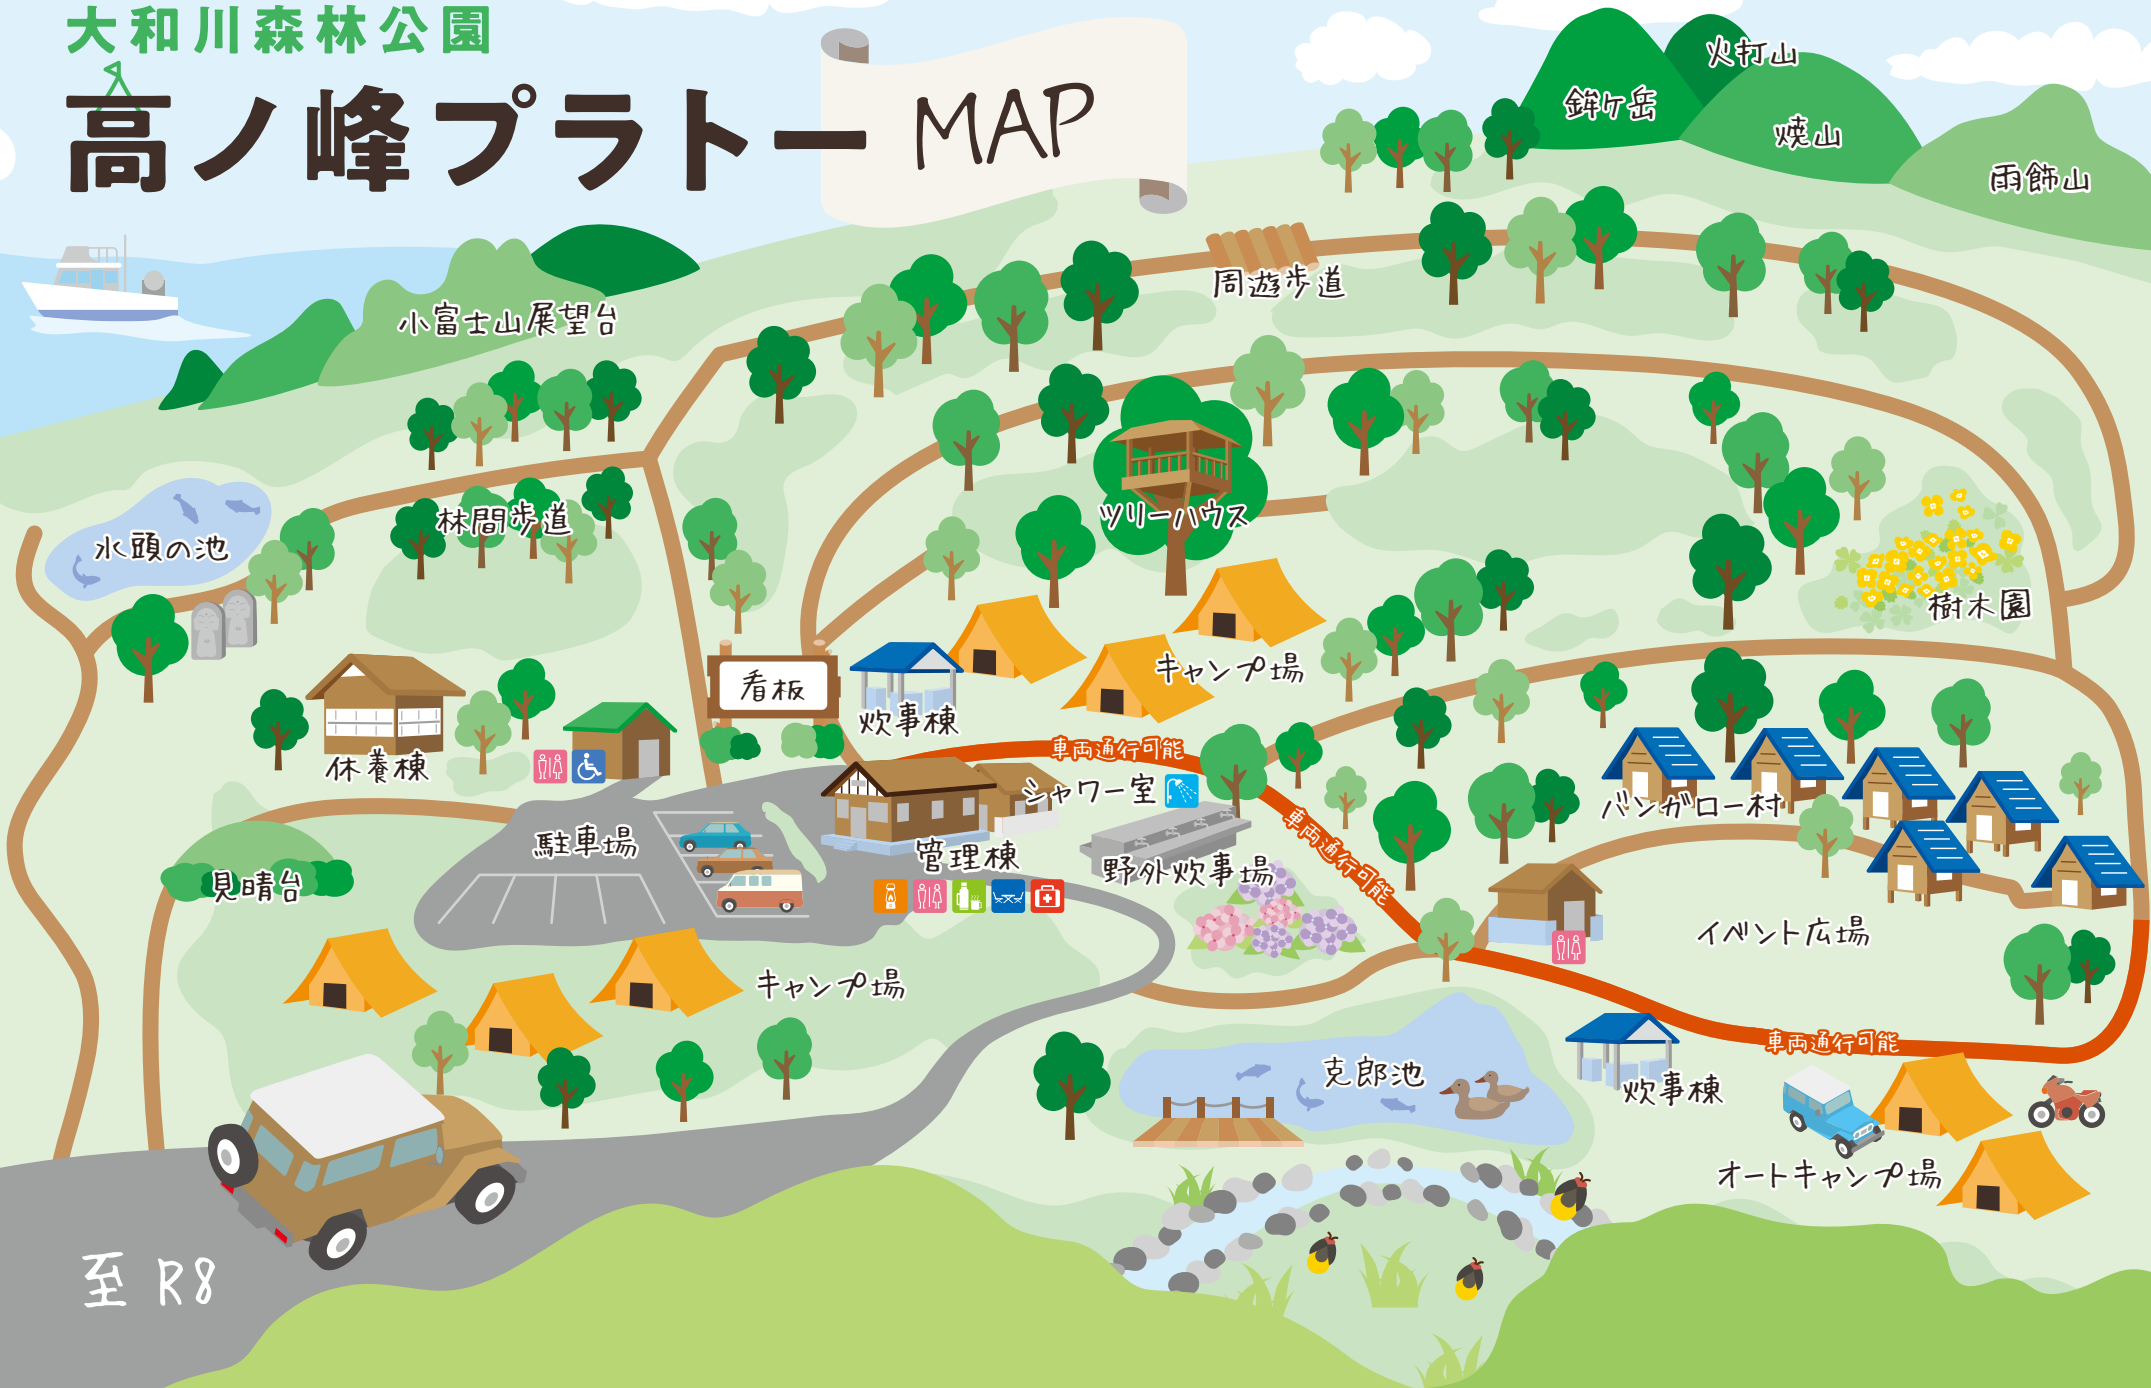 大和川森林公園
高ノ峰プラトー MAP
火打山
鉾ヶ岳
焼山
雨飾山
周遊歩道
小富士山展望台
ツリーハウス
林間歩道
水頭の池
樹木園
キャンプ場
看板
炊事棟
車両通行可能
休養棟
シャワー室
バンガロー村
車両通行可能
駐車場
管理棟
野外炊事場
見晴台
イベント広場
キャンプ場
車両通行可能
克郎池
炊事棟
オートキャンプ場
至 R8